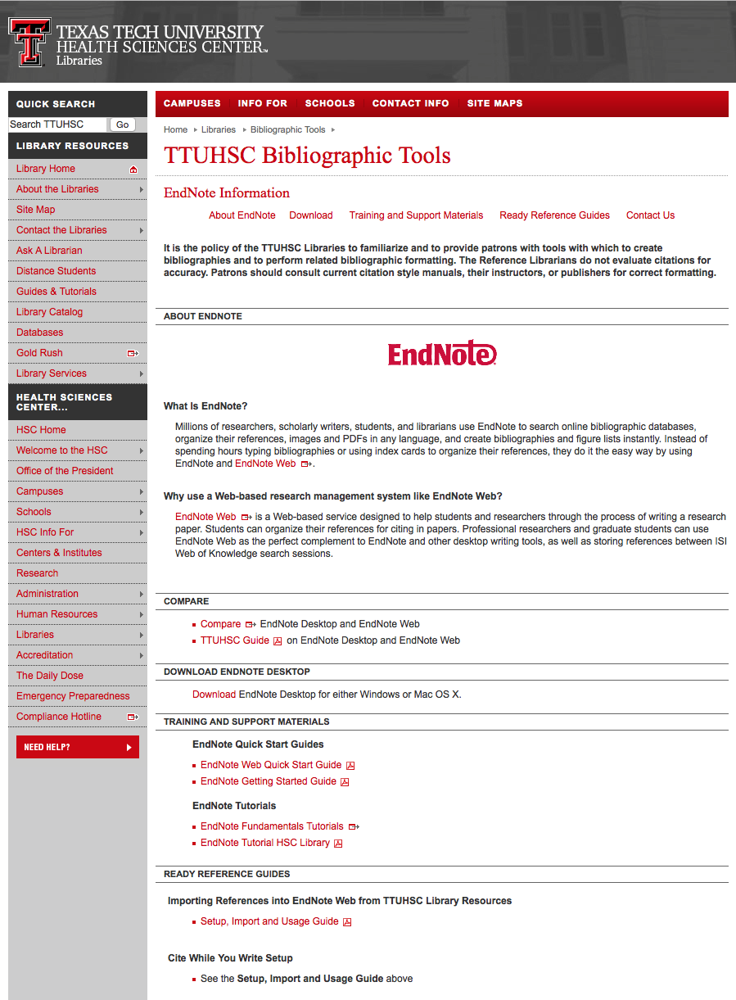 TEXAS TECH UNIVERSITY
HEALTH SCIENCES CENTER™
Libraries
QUICK SEARCH
Search TTUHSC Go
LIBRARY RESOURCES
Library Home
About the Libraries
Site Map
Contact the Libraries
Ask A Librarian
Distance Students
Guides & Tutorials
Library Catalog
Databases
Gold Rush
Library Services
HEALTH SCIENCES
CENTER...
HSC Home
Welcome to the HSC
Office of the President
Campuses
Schools
HSC Info For
Centers & Institutes
Research
Administration
Human Resources
Libraries
Accreditation
The Daily Dose
Emergency Preparedness
Compliance Hotline
NEED HELP?
CAMPUSES INFO FOR SCHOOLS CONTACT INFO SITE MAPS
Home Libraries Bibliographic Tools
TTUHSC Bibliographic Tools
EndNote Information
About EndNote Download Training and Support Materials Ready Reference Guides Contact Us
It is the policy of the TTUHSC Libraries to familiarize and to provide patrons with tools with which to create
bibliographies and to perform related bibliographic formatting. The Reference Librarians do not evaluate citations for
accuracy. Patrons should consult current citation style manuals, their instructors, or publishers for correct formatting.
ABOUT ENDNOTE
EndNote
What Is EndNote?
Millions of researchers, scholarly writers, students, and librarians use EndNote to search online bibliographic databases,
organize their references, images and PDFs in any language, and create bibliographies and figure lists instantly. Instead of
spending hours typing bibliographies or using index cards to organize their references, they do it the easy way by using
EndNote and EndNote Web .
Why use a Web-based research management system like EndNote Web?
EndNote Web is a Web-based service designed to help students and researchers through the process of writing a research
paper. Students can organize their references for citing in papers. Professional researchers and graduate students can use
EndNote Web as the perfect complement to EndNote and other desktop writing tools, as well as storing references between ISI
Web of Knowledge search sessions.
COMPARE
Compare EndNote Desktop and EndNote Web
TTUHSC Guide on EndNote Desktop and EndNote Web
DOWNLOAD ENDNOTE DESKTOP
Download EndNote Desktop for either Windows or Mac OS X.
TRAINING AND SUPPORT MATERIALS
EndNote Quick Start Guides
EndNote Web Quick Start Guide
EndNote Getting Started Guide
EndNote Tutorials
EndNote Fundamentals Tutorials
EndNote Tutorial HSC Library
READY REFERENCE GUIDES
Importing References into EndNote Web from TTUHSC Library Resources
Setup, Import and Usage Guide
Cite While You Write Setup
See the Setup, Import and Usage Guide above